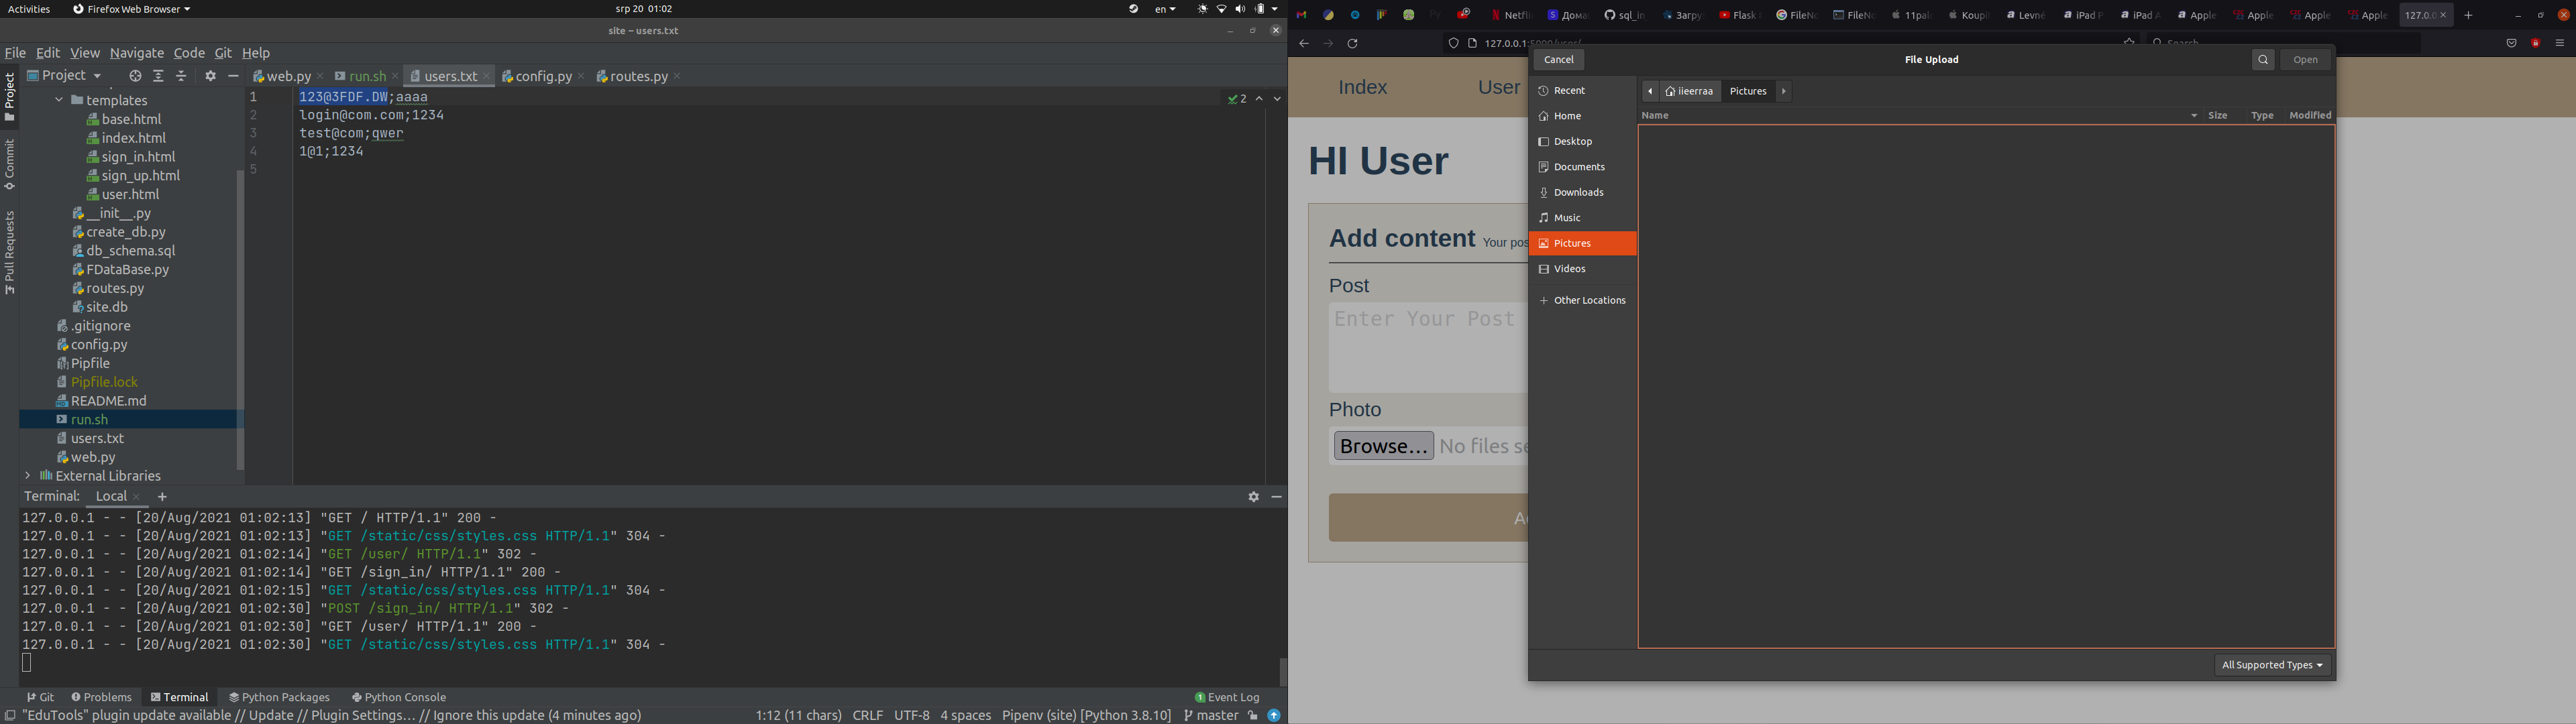 Activities
Firefox Web Browser
srp 20 01:02
en
site – users.txt
File Edit View Navigate Code Git Help
Project
web.py
run.sh
users.txt
config.py
routes.py
Project
Commit
Pull Requests
templates
base.html
index.html
sign_in.html
sign_up.html
user.html
__init__.py
create_db.py
db_schema.sql
FDataBase.py
routes.py
site.db
.gitignore
config.py
Pipfile
Pipfile.lock
README.md
run.sh
users.txt
web.py
External Libraries
1 123@3FDF.DW;aaaa
2 login@com.com;1234
3 test@com;qwer
4 1@1;1234
5
2
Terminal: Local
127.0.0.1 - - [20/Aug/2021 01:02:13] "GET / HTTP/1.1" 200 -
127.0.0.1 - - [20/Aug/2021 01:02:13] "GET /static/css/styles.css HTTP/1.1" 304 -
127.0.0.1 - - [20/Aug/2021 01:02:14] "GET /user/ HTTP/1.1" 302 -
127.0.0.1 - - [20/Aug/2021 01:02:14] "GET /sign_in/ HTTP/1.1" 200 -
127.0.0.1 - - [20/Aug/2021 01:02:15] "GET /static/css/styles.css HTTP/1.1" 304 -
127.0.0.1 - - [20/Aug/2021 01:02:30] "POST /sign_in/ HTTP/1.1" 302 -
127.0.0.1 - - [20/Aug/2021 01:02:30] "GET /user/ HTTP/1.1" 200 -
127.0.0.1 - - [20/Aug/2021 01:02:30] "GET /static/css/styles.css HTTP/1.1" 304 -
Git Problems Terminal Python Packages Python Console
1 Event Log
"EduTools" plugin update available // Update // Plugin Settings... // Ignore this update (4 minutes ago)
1:12 (11 chars) CRLF UTF-8 4 spaces Pipenv (site) [Python 3.8.10] master
Netfli
Дома
sql_in
Загру
Flask
FileNo
FileNo
11pal
Koupi
Levné
iPad P
iPad A
Apple
Apple
Apple
Apple
127.0.0
127.0.0.1:5000/user/
Search
Index
User
HI User
Add content Your pos
Post
Enter Your Post
Photo
Browse... No files se
Cancel
File Upload
Open
Recent
Home
Desktop
Documents
Downloads
Music
Pictures
Videos
Other Locations
iieerraa
Pictures
Name Size Type Modified
All Supported Types